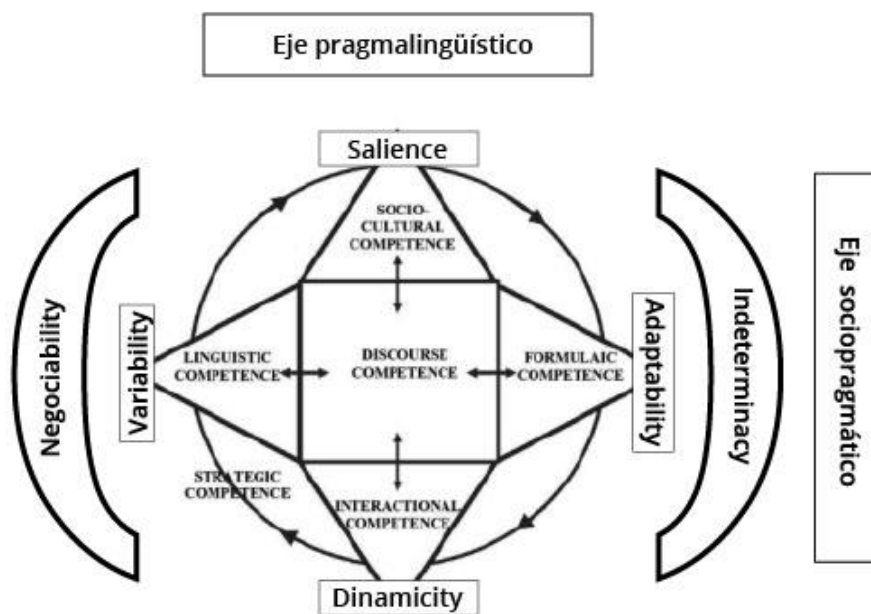 Eje pragmalingüístico
Salience
SOCIO-
CULTURAL
COMPETENCE
Negociability
Variability
LINGUISTIC
COMPETENCE
DISCOURSE
COMPETENCE
FORMULAIC
COMPETENCE
Adaptability
Indeterminacy
Eje sociopragmático
STRATEGIC
COMPETENCE
INTERACTIONAL
COMPETENCE
Dinamicity